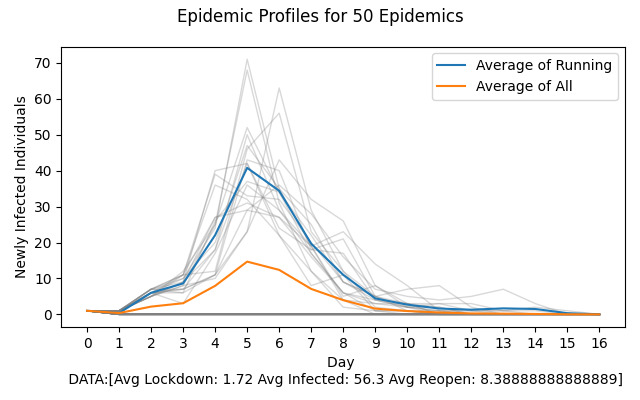 Epidemic Profiles for 50 Epidemics
Newly Infected Individuals
70
60
50
40
30
20
10
0
Average of Running
Average of All
0 1 2 3 4 5 6 7 8 9 10 11 12 13 14 15 16
Day
DATA:[Avg Lockdown: 1.72 Avg Infected: 56.3 Avg Reopen: 8.38888888888889]